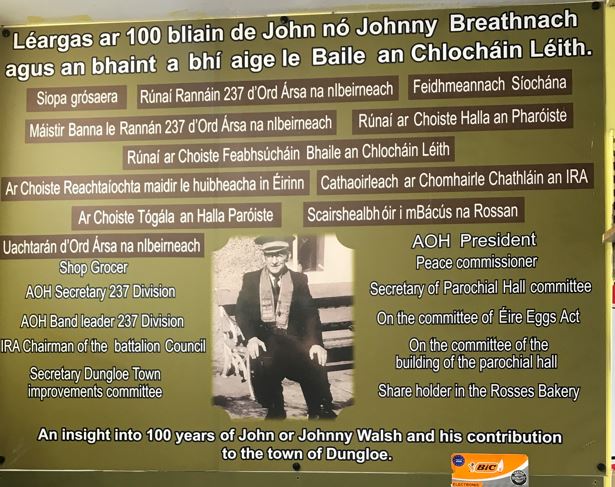 Léargas ar 100 bliain de John nó Johnny Breathnach
agus an bhaint a bhí aige le Baile an Chlocháin Léith.
Siopa grósaera
Rúnaí Rannáin 237 d'Ord Ársa na nIbeirneach
Feidhmeannach Síochána
Máistir Banna le Rannán 237 d'Ord Ársa na nIbeirneach
Rúnaí ar Choiste Halla an Pharóiste
Rúnaí ar Choiste Feabhsúcháin Bhaile an Chlocháin Léith
Ar Choiste Reachtaíochta maidir le huibheacha in Éirinn
Cathaoirleach ar Chomhairle Chathláin an IRA
Ar Choiste Tógála an Halla Paróiste
Scairshealbhóir i mBácús na Rossan
Uachtarán d'Ord Ársa na nIbeirneach
Shop Grocer
AOH Secretary 237 Division
AOH Band leader 237 Division
IRA Chairman of the battalion Council
Secretary Dungloe Town
improvements committee
AOH President
Peace commissioner
Secretary of Parochial Hall committee
On the committee of Éire Eggs Act
On the committee of the
building of the parochial hall
Share holder in the Rosses Bakery
An insight into 100 years of John or Johnny Walsh and his contribution
to the town of Dungloe.
BIC
ELECTRONIC